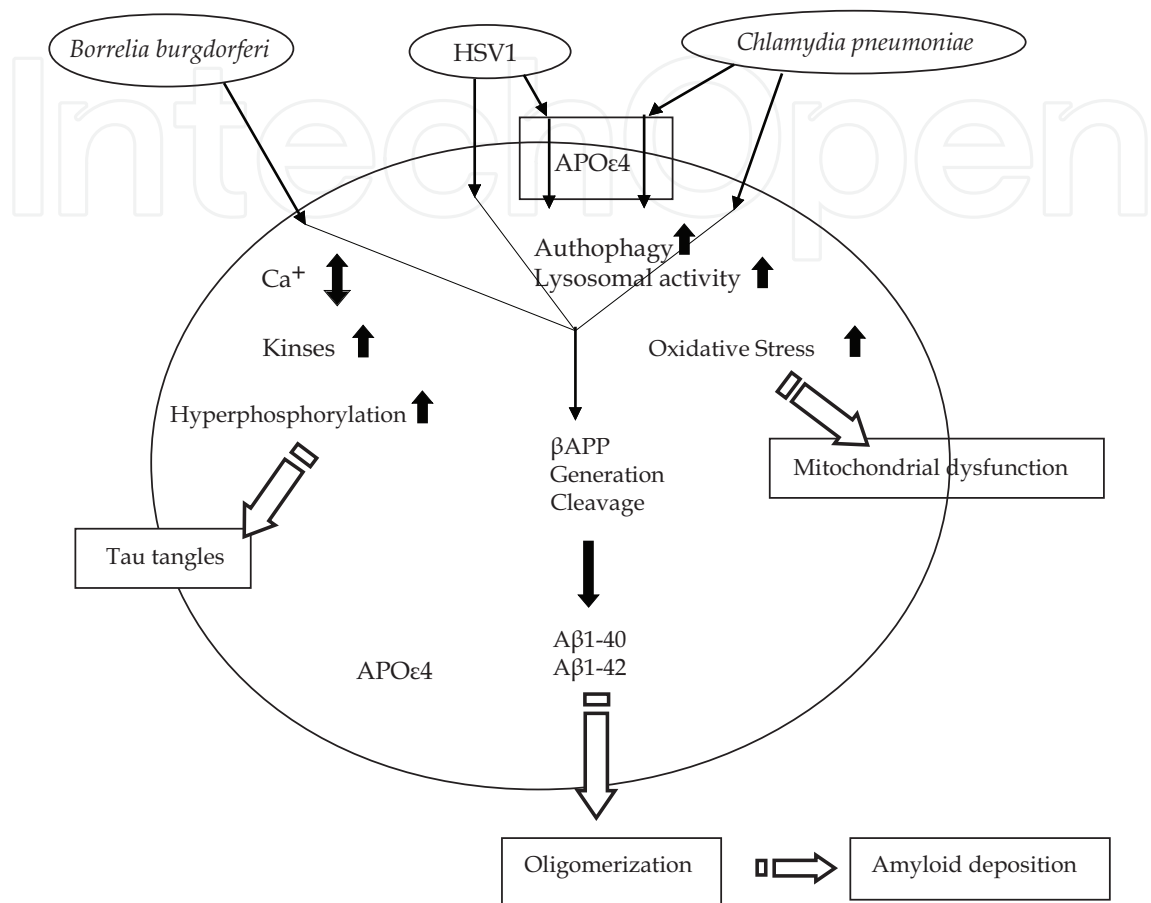 Borrelia burgdorferi
HSV1
Chlamydia pneumoniae
IntechOpen
APOε4
Authophagy
Lysosomal activity
Ca+
Kinses
Oxidative Stress
Hyperphosphorylation
βAPP
Generation
Cleavage
Mitochondrial dysfunction
Tau tangles
Aβ1-40
Aβ1-42
APOε4
Oligomerization
Amyloid deposition